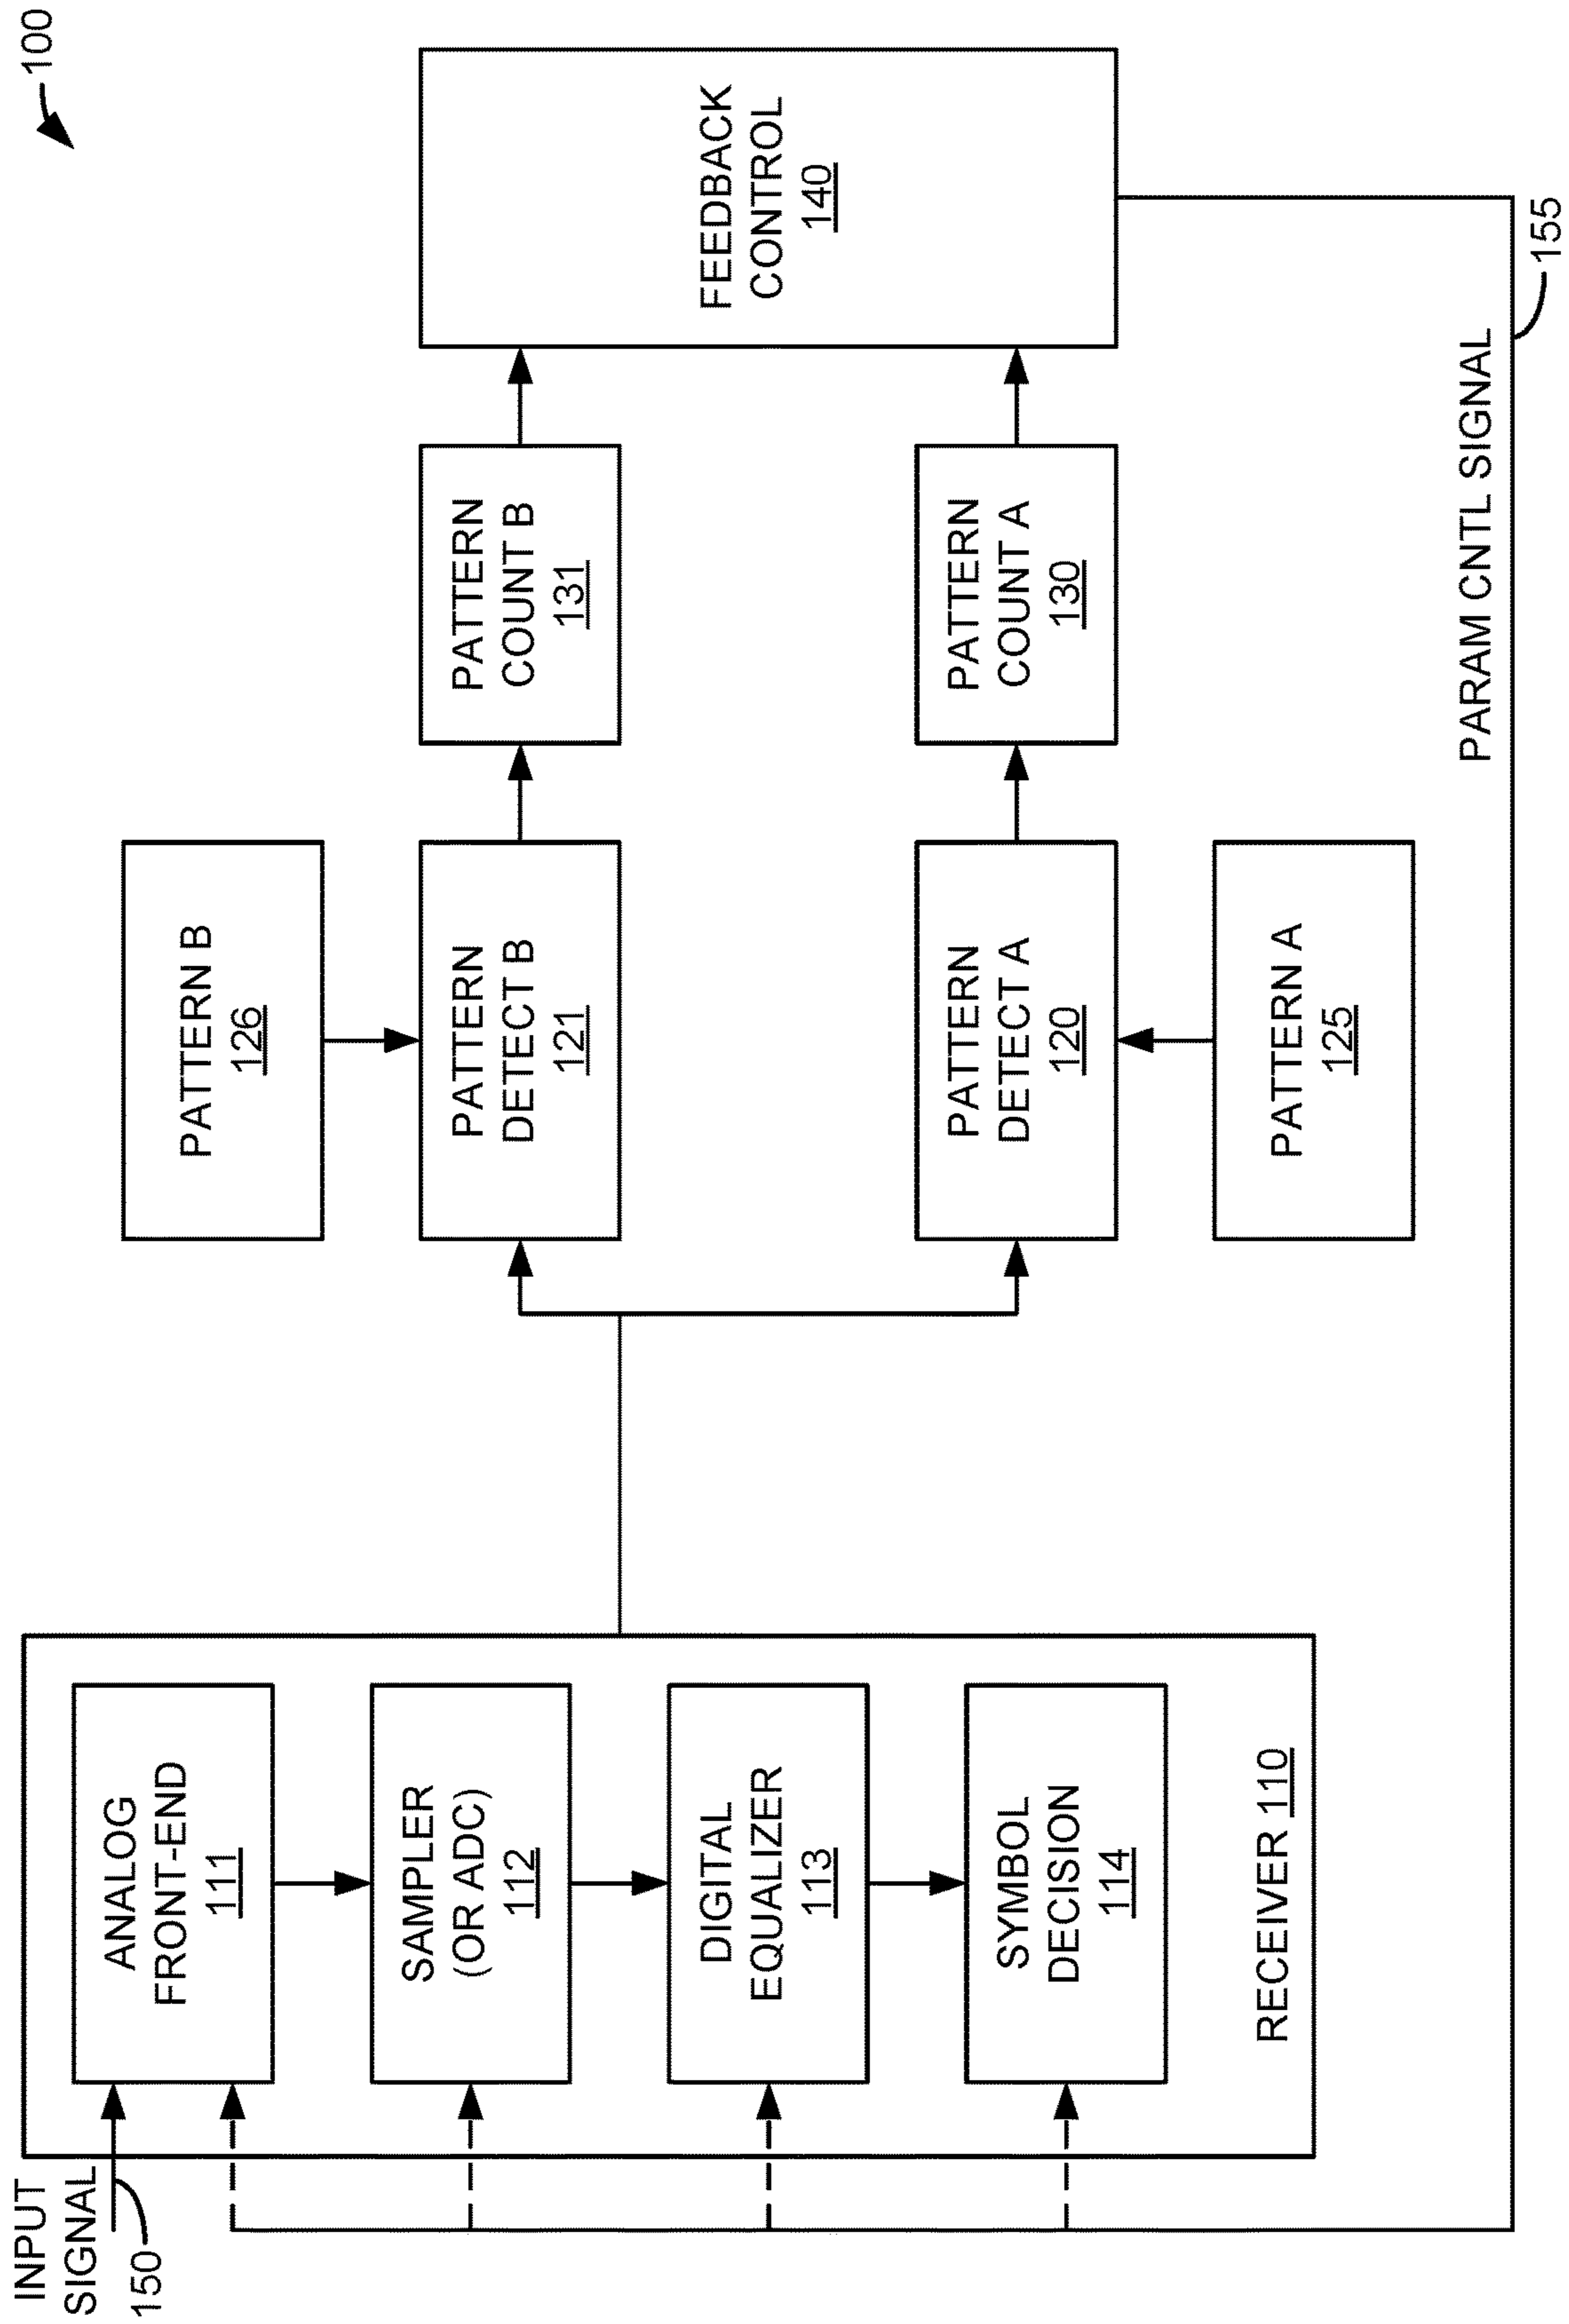 100
INPUT
SIGNAL
150
ANALOG
FRONT-END
111
SAMPLER
(OR ADC)
112
DIGITAL
EQUALIZER
113
SYMBOL
DECISION
114
RECEIVER 110
PATTERN B
126
PATTERN
DETECT B
121
PATTERN
DETECT A
120
PATTERN A
125
PATTERN
COUNT B
131
PATTERN
COUNT A
130
FEEDBACK
CONTROL
140
PARAM CNTL SIGNAL
155